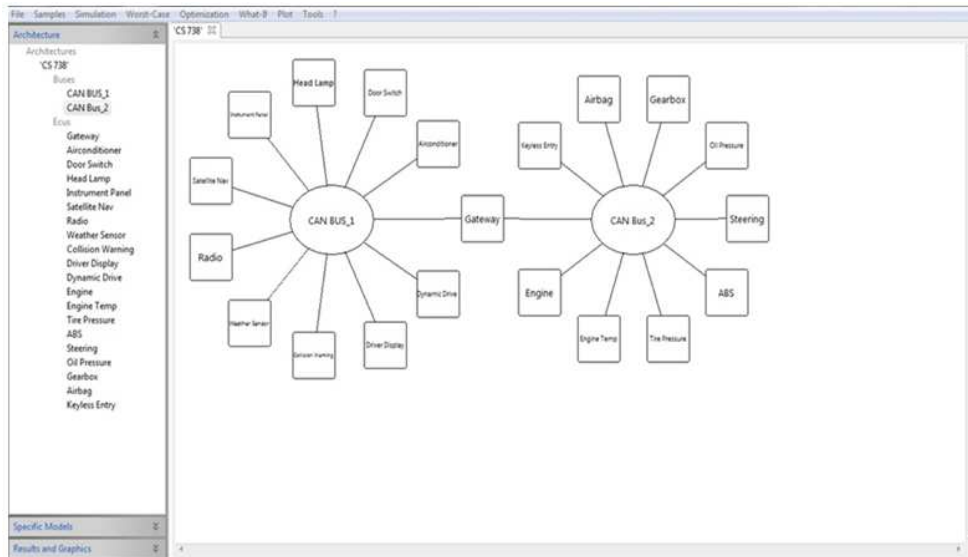 File Samples Simulation Worst-Case Optimization What-If Plot Tools ?
Architecture
'CS 738'
Architectures
'CS 738'
Buses
CAN BUS_1
CAN Bus_2
Ecus
Gateway
Airconditioner
Door Switch
Head Lamp
Instrument Panel
Satellite Nav
Radio
Weather Sensor
Collision Warning
Driver Display
Dynamic Drive
Engine
Engine Temp
Tire Pressure
ABS
Steering
Oil Pressure
Gearbox
Airbag
Keyless Entry
Specific Models
Results and Graphics
Head Lamp
Door Switch
Instrument Panel
Airconditioner
Satellite Nav
CAN BUS_1
Gateway
Radio
Dynamic Drive
Weather Sensor
Collision Warning
Driver Display
Airbag
Gearbox
Keyless Entry
Oil Pressure
CAN Bus_2
Steering
Engine
ABS
Engine Temp
Tire Pressure